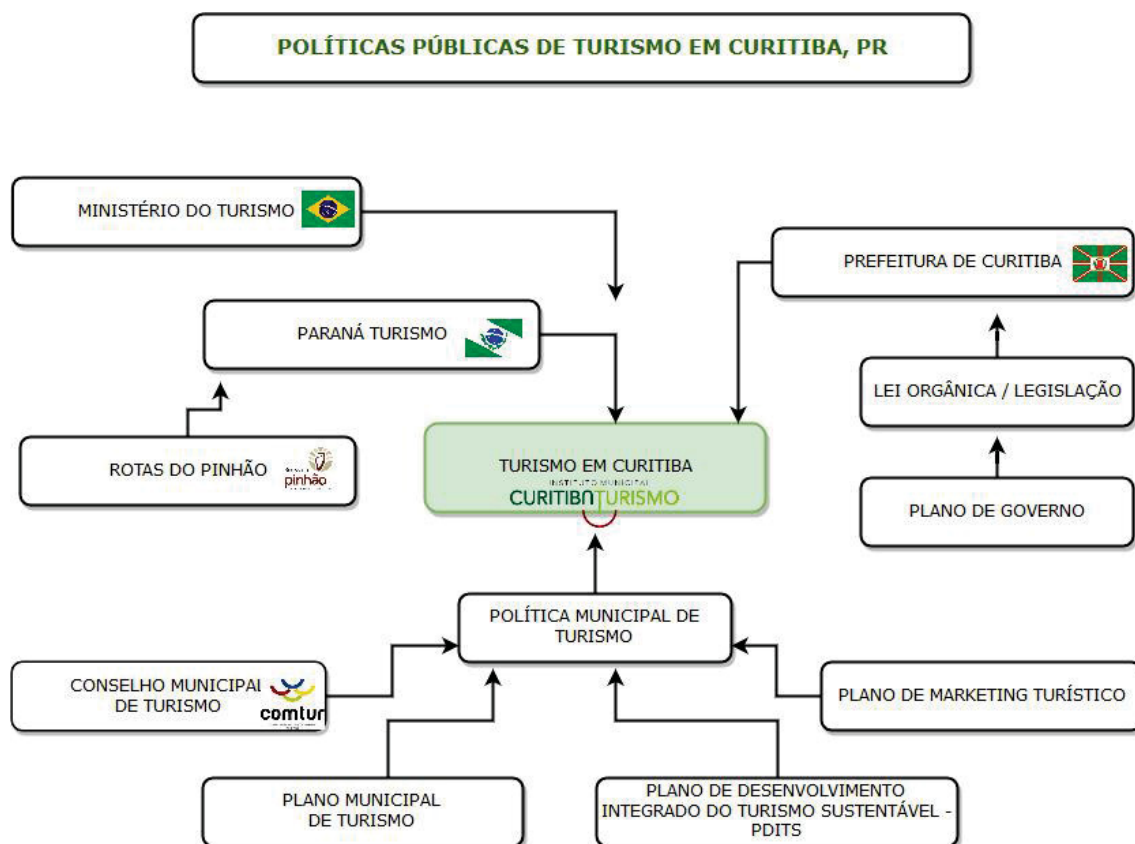 POLÍTICAS PÚBLICAS DE TURISMO EM CURITIBA, PR
MINISTÉRIO DO TURISMO
PREFEITURA DE CURITIBA
PARANÁ TURISMO
LEI ORGÂNICA / LEGISLAÇÃO
ROTAS DO PINHÃO
pinhão
TURISMO EM CURITIBA
INSTITUTO MUNICIPAL
CURITIBA TURISMO
PLANO DE GOVERNO
POLÍTICA MUNICIPAL DE
TURISMO
CONSELHO MUNICIPAL
DE TURISMO
comtur
PLANO DE MARKETING TURÍSTICO
PLANO MUNICIPAL
DE TURISMO
PLANO DE DESENVOLVIMENTO
INTEGRADO DO TURISMO SUSTENTÁVEL -
PDITS